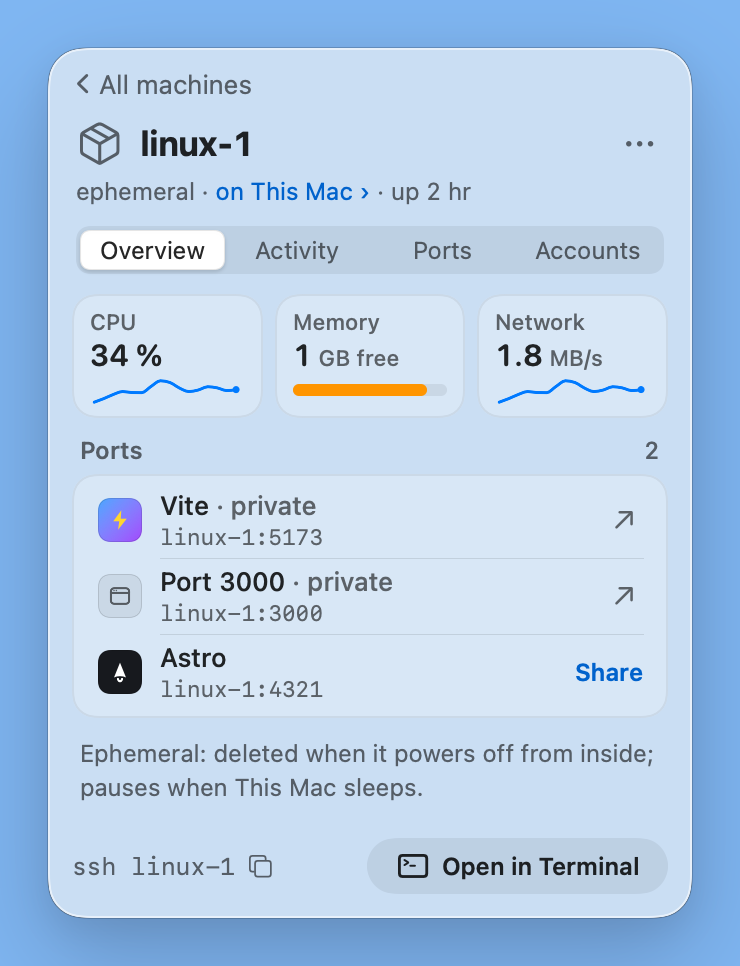 All machines
linux-1
ephemeral · on This Mac › · up 2 hr
Overview Activity Ports Accounts
CPU Memory Network
34 % 1 GB free 1.8 MB/s
Ports 2
Vite · private
linux-1:5173
Port 3000 · private
linux-1:3000
Astro
linux-1:4321
Share
Ephemeral: deleted when it powers off from inside;
pauses when This Mac sleeps.
ssh linux-1
Open in Terminal